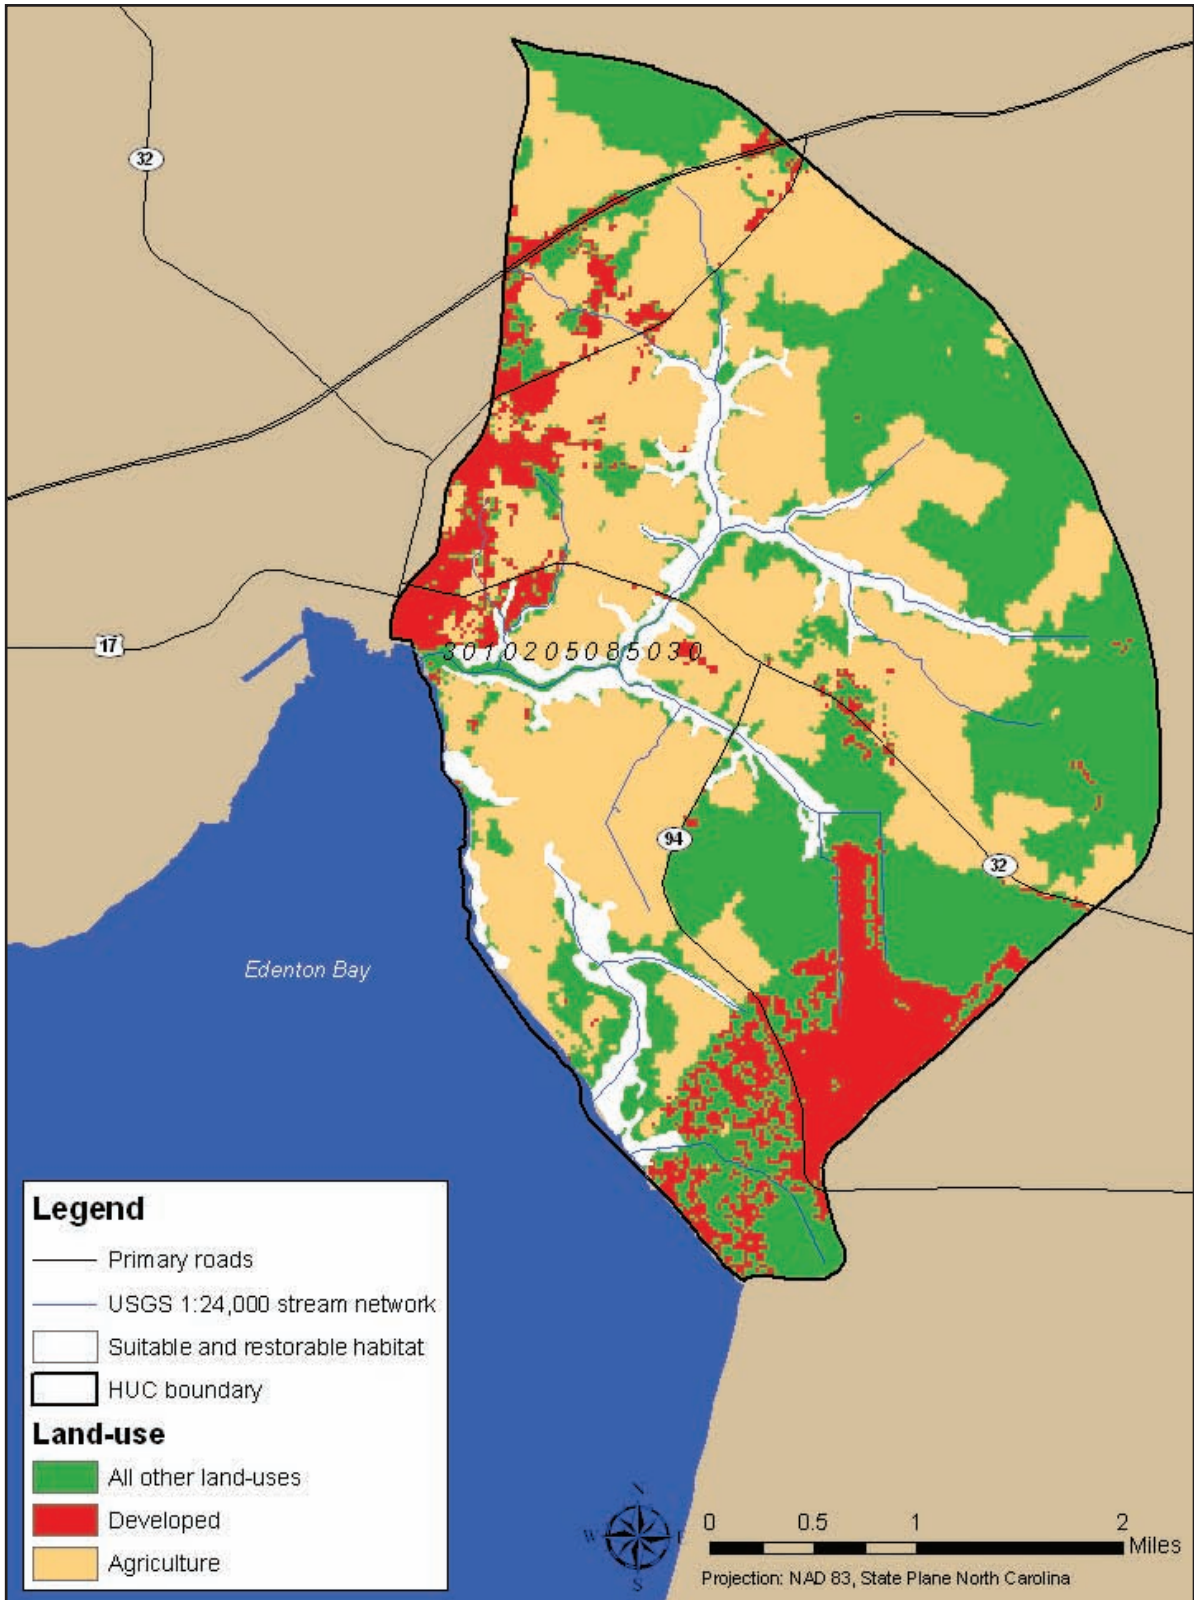 32
17
3010205085030
94
32
Edenton Bay
Legend
Primary roads
USGS 1:24,000 stream network
Suitable and restorable habitat
HUC boundary
Land-use
All other land-uses
Developed
Agriculture
N
W E
S
0 0.5 1 2
Miles
Projection: NAD 83, State Plane North Carolina